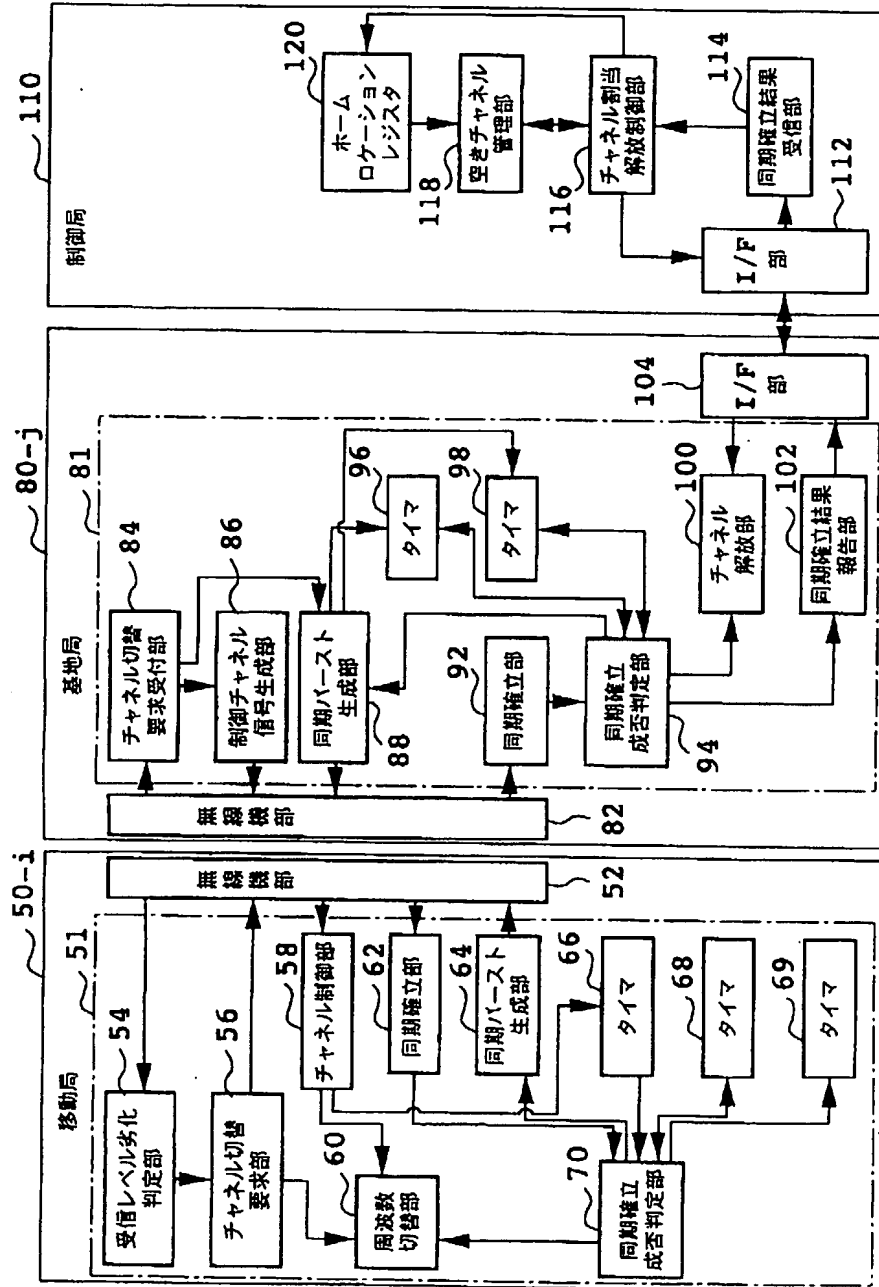 50-i
移動局
51
54
受信レベル劣化
判定部
56
チャネル切替
要求部
58
チャネル制御部
60
周波数
切替部
62
同期確立部
64
同期バースト
生成部
66
タイマ
68
タイマ
69
タイマ
70
同期確立
成否判定部
無線機部
52
80-j
基地局
81
無線機部
82
84
チャネル切替
要求受付部
86
制御チャネル
信号生成部
同期バースト
生成部
88
92
同期確立部
同期確立
成否判定部
94
96
タイマ
98
タイマ
100
チャネル
解放部
102
同期確立結果
報告部
104
I/F
部
110
制御局
120
ホーム
ロケーション
レジスタ
118
空きチャネル
管理部
116
チャネル割当
解放制御部
114
同期確立結果
受信部
112
I/F
部